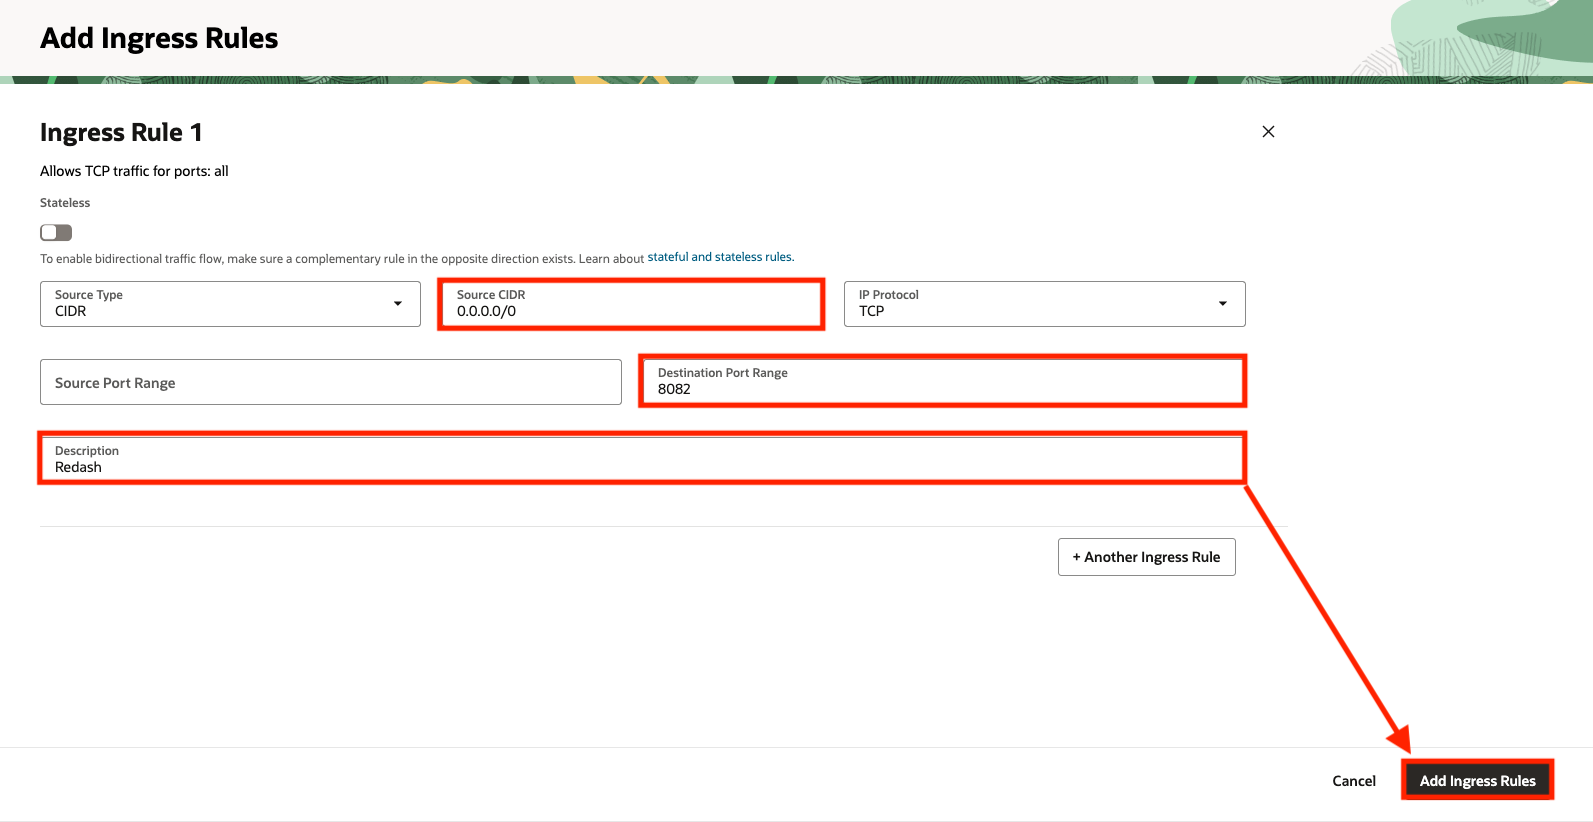 Add Ingress Rules
Ingress Rule 1
Allows TCP traffic for ports: all
Stateless
To enable bidirectional traffic flow, make sure a complementary rule in the opposite direction exists. Learn about stateful and stateless rules.
Source Type
CIDR
Source CIDR
0.0.0.0/0
IP Protocol
TCP
Source Port Range
Destination Port Range
8082
Description
Redash
+ Another Ingress Rule
Cancel
Add Ingress Rules